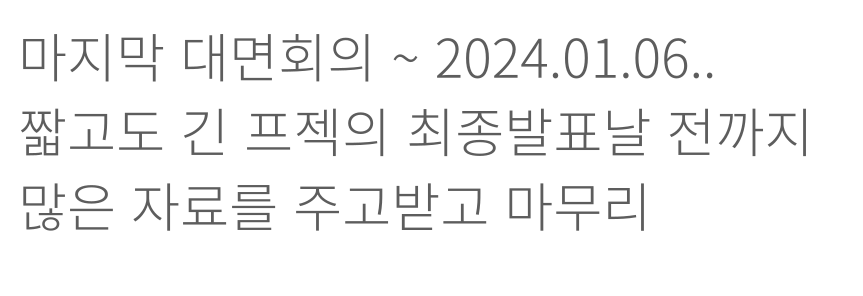 마지막 대면회의 ~ 2024.01.06..
짧고도 긴 프젝의 최종발표날 전까지
많은 자료를 주고받고 마무리